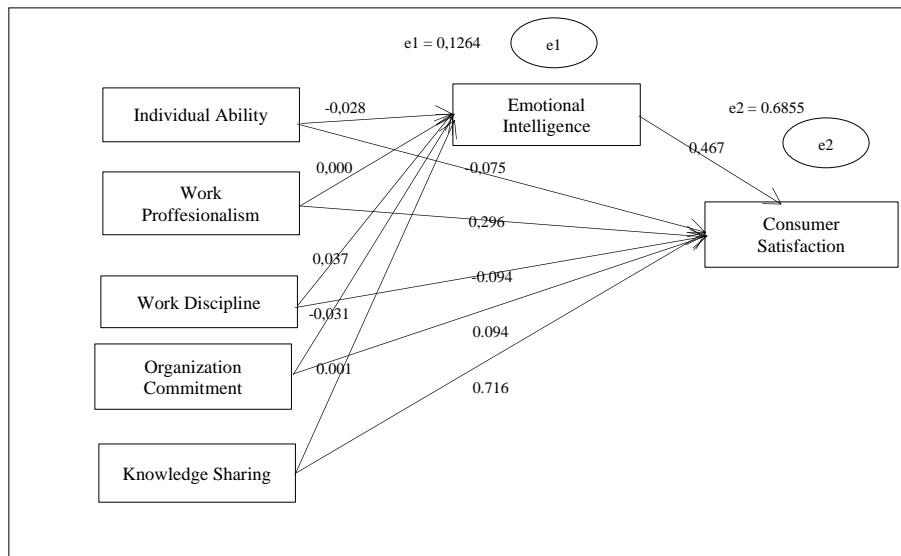 e1 = 0,1264
e1
Individual Ability
-0,028
Emotional
Intelligence
e2 = 0.6855
e2
0,467
Work
Proffesionalism
0,000
-0,075
Consumer
Satisfaction
0,296
Work Discipline
0,037
-0.094
Organization
Commitment
-0,031
0.094
0.001
0.716
Knowledge Sharing